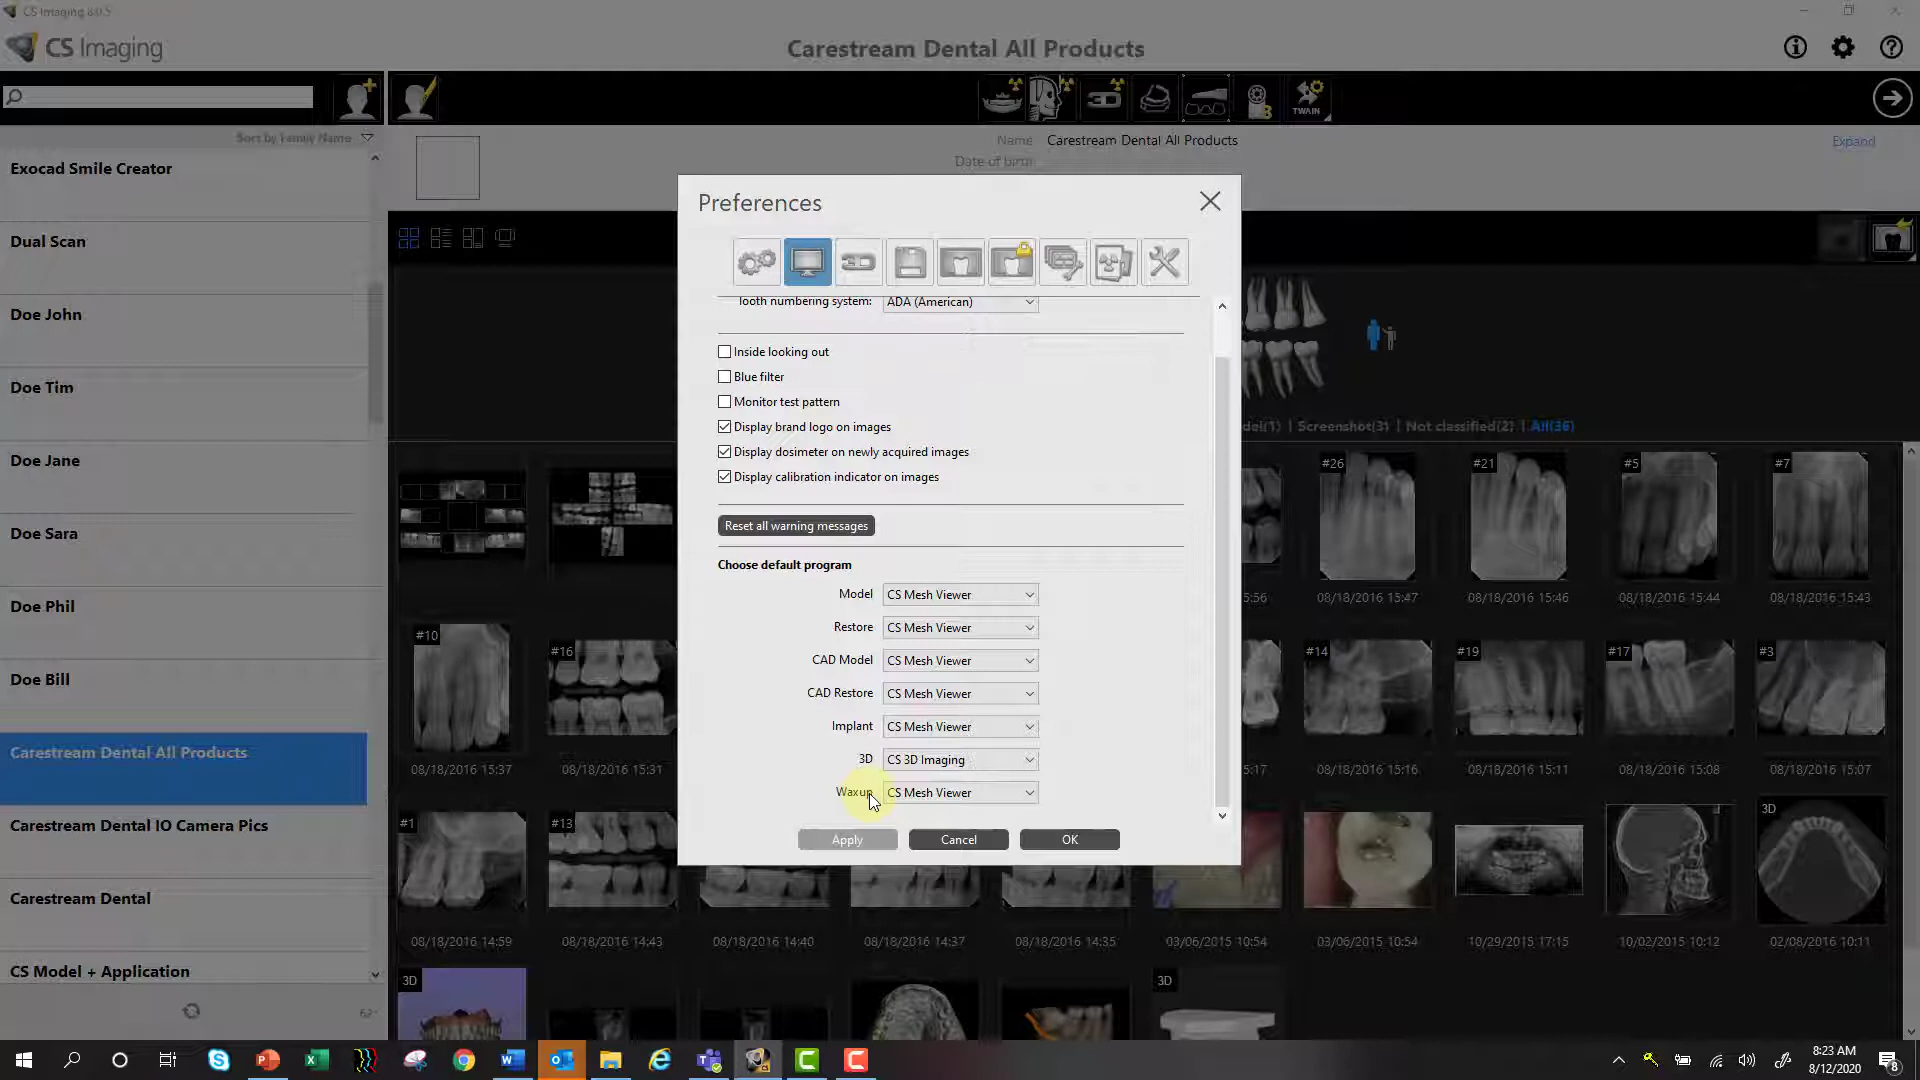 CS Imaging 8.0.5
CS Imaging
Carestream Dental All Products
TWAIN
Sort by Family Name
Name Carestream Dental All Products
Date of birth
Expand
Exocad Smile Creator
Dual Scan
Doe John
Doe Tim
Doe Jane
Doe Sara
Doe Phil
Doe Bill
Carestream Dental All Products
Carestream Dental IO Camera Pics
Carestream Dental
CS Model + Application
Preferences
3D
Tooth numbering system: ADA (American)
Inside looking out
Blue filter
Monitor test pattern
Display brand logo on images
Display dosimeter on newly acquired images
Display calibration indicator on images
Reset all warning messages
Choose default program
Model CS Mesh Viewer
Restore CS Mesh Viewer
CAD Model CS Mesh Viewer
CAD Restore CS Mesh Viewer
Implant CS Mesh Viewer
3D CS 3D Imaging
Waxup CS Mesh Viewer
Apply Cancel OK
del(1) | Screenshot(3) | Not classified(2) | All(36)
#26 #21 #5 #7
5:56 08/18/2016 15:47 08/18/2016 15:46 08/18/2016 15:44 08/18/2016 15:43
#10 #16 #14 #19 #17 #3
08/18/2016 15:37 08/18/2016 15:31 5:17 08/18/2016 15:16 08/18/2016 15:11 08/18/2016 15:08 08/18/2016 15:07
#1 #13 3D
08/18/2016 14:59 08/18/2016 14:43 08/18/2016 14:40 08/18/2016 14:37 08/18/2016 14:35 03/06/2015 10:54 03/06/2015 10:54 10/29/2015 17:15 10/02/2015 10:12 02/08/2016 10:11
3D 3D
8:23 AM
8/12/2020
8